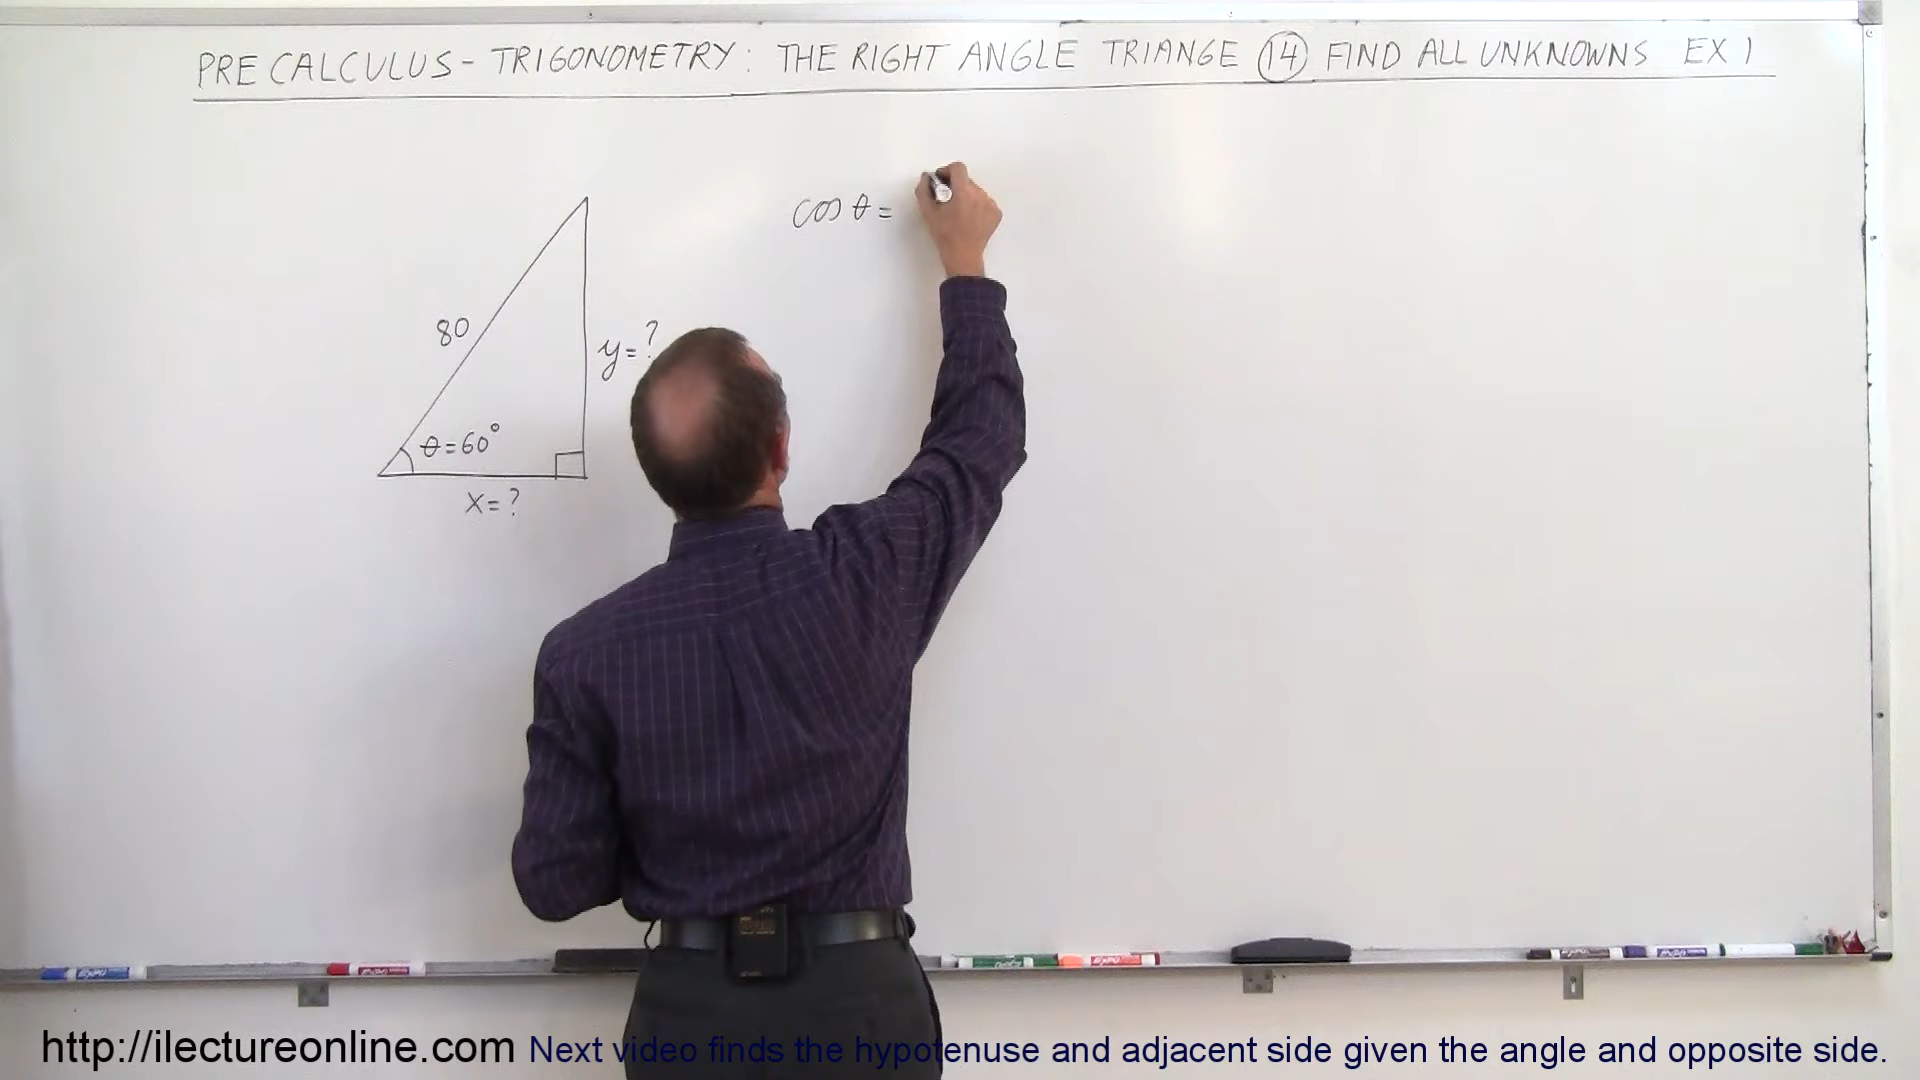 PRE CALCULUS - TRIGONOMETRY: THE RIGHT ANGLE TRIANGE 14 FIND ALL UNKNOWNS EX 1
cos θ =
80
y = ?
θ = 60°
x = ?
http://ilectureonline.com Next video finds the hypotenuse and adjacent side given the angle and opposite side.